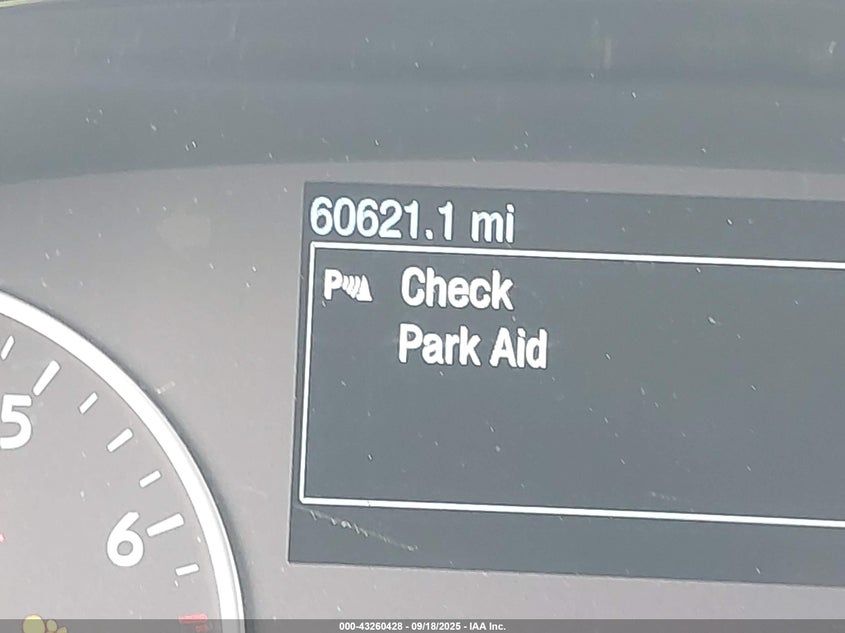 60621.1 mi
P Check
Park Aid
5
6
000-43260428 - 09/18/2025 - IAA Inc.